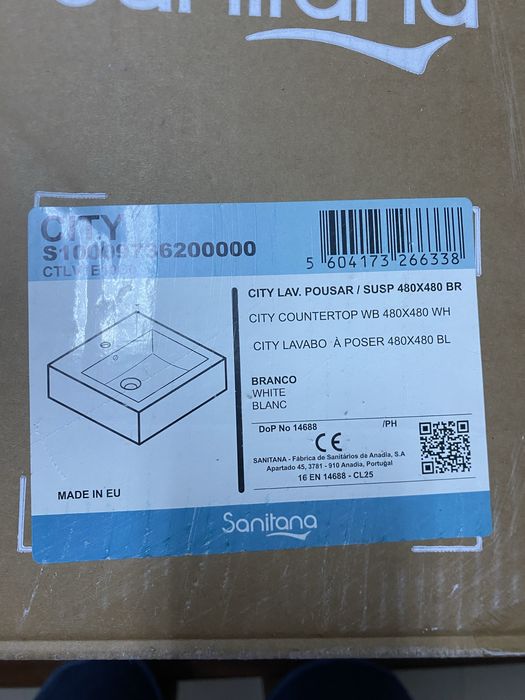 Sanitana
CITY
S10009736200000
5 604173 266338
CITY LAV. POUSAR / SUSP 480X480 BR
CITY COUNTERTOP WB 480X480 WH
CITY LAVABO À POSER 480X480 BL
BRANCO
WHITE
BLANC
DoP No 14688 /PH
CE
SANITANA - Fábrica de Sanitários de Anadia, S.A
Apartado 45, 3781 - 910 Anadia, Portugal
16 EN 14688 - CL25
MADE IN EU
Sanitana